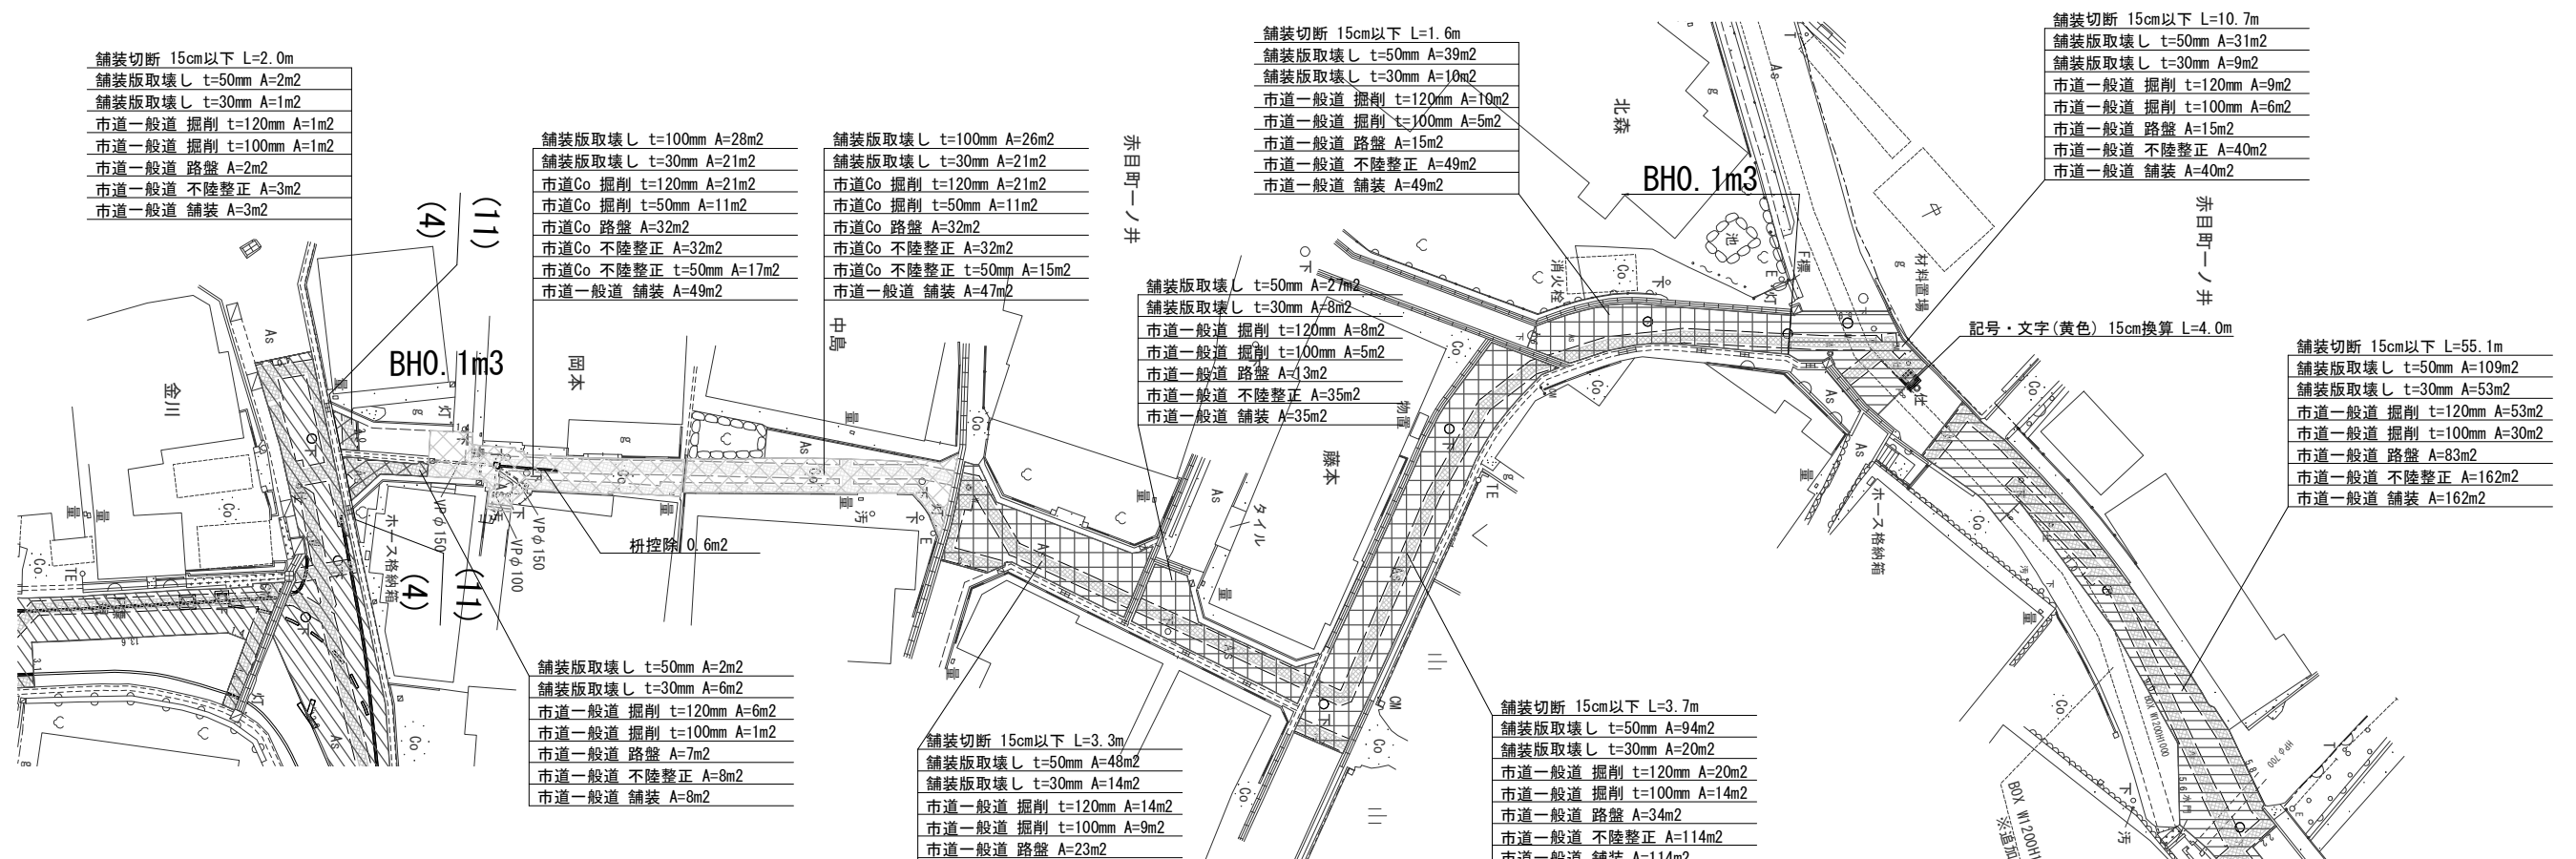 舗装切断 15cm以下 L=2.0m
舗装版取壊し t=50mm A=2m2
舗装版取壊し t=30mm A=1m2
市道一般道 掘削 t=120mm A=1m2
市道一般道 掘削 t=100mm A=1m2
市道一般道 路盤 A=2m2
市道一般道 不陸整正 A=3m2
市道一般道 舗装 A=3m2
舗装版取壊し t=100mm A=28m2
舗装版取壊し t=30mm A=21m2
市道Co 掘削 t=120mm A=21m2
市道Co 掘削 t=50mm A=11m2
市道Co 路盤 A=32m2
市道Co 不陸整正 A=32m2
市道Co 不陸整正 t=50mm A=17m2
市道一般道 舗装 A=49m2
舗装版取壊し t=100mm A=26m2
舗装版取壊し t=30mm A=21m2
市道Co 掘削 t=120mm A=21m2
市道Co 掘削 t=50mm A=11m2
市道Co 路盤 A=32m2
市道Co 不陸整正 A=32m2
市道Co 不陸整正 t=50mm A=15m2
市道一般道 舗装 A=47m2
赤目町一ノ井
舗装切断 15cm以下 L=1.6m
舗装版取壊し t=50mm A=39m2
舗装版取壊し t=30mm A=10m2
市道一般道 掘削 t=120mm A=10m2
市道一般道 掘削 t=100mm A=5m2
市道一般道 路盤 A=15m2
市道一般道 不陸整正 A=49m2
市道一般道 舗装 A=49m2
北森
BH0.1m3
舗装切断 15cm以下 L=10.7m
舗装版取壊し t=50mm A=31m2
舗装版取壊し t=30mm A=9m2
市道一般道 掘削 t=120mm A=9m2
市道一般道 掘削 t=100mm A=6m2
市道一般道 路盤 A=15m2
市道一般道 不陸整正 A=40m2
市道一般道 舗装 A=40m2
赤目町一ノ井
材料置場
池
F標
灯
消火栓
(11)
(4)
BH0.1m3
金川
岡本
中島
舗装版取壊し t=50mm A=27m2
舗装版取壊し t=30mm A=8m2
市道一般道 掘削 t=120mm A=8m2
市道一般道 掘削 t=100mm A=5m2
市道一般道 路盤 A=13m2
市道一般道 不陸整正 A=35m2
市道一般道 舗装 A=35m2
記号・文字(黄色) 15cm換算 L=4.0m
舗装切断 15cm以下 L=55.1m
舗装版取壊し t=50mm A=109m2
舗装版取壊し t=30mm A=53m2
市道一般道 掘削 t=120mm A=53m2
市道一般道 掘削 t=100mm A=30m2
市道一般道 路盤 A=83m2
市道一般道 不陸整正 A=162m2
市道一般道 舗装 A=162m2
物置
藤本
タイル
ホース格納箱
VPφ150
VPφ150
VPφ100
桝控除 0.6m2
ホース格納箱
(4)
(11)
舗装版取壊し t=50mm A=2m2
舗装版取壊し t=30mm A=6m2
市道一般道 掘削 t=120mm A=6m2
市道一般道 掘削 t=100mm A=1m2
市道一般道 路盤 A=7m2
市道一般道 不陸整正 A=8m2
市道一般道 舗装 A=8m2
舗装切断 15cm以下 L=3.3m
舗装版取壊し t=50mm A=48m2
舗装版取壊し t=30mm A=14m2
市道一般道 掘削 t=120mm A=14m2
市道一般道 掘削 t=100mm A=9m2
市道一般道 路盤 A=23m2
舗装切断 15cm以下 L=3.7m
舗装版取壊し t=50mm A=94m2
舗装版取壊し t=30mm A=20m2
市道一般道 掘削 t=120mm A=20m2
市道一般道 掘削 t=100mm A=14m2
市道一般道 路盤 A=34m2
市道一般道 不陸整正 A=114m2
市道一般道 舗装 A=114m2
BOX W1200H1000
HPφ700
水門